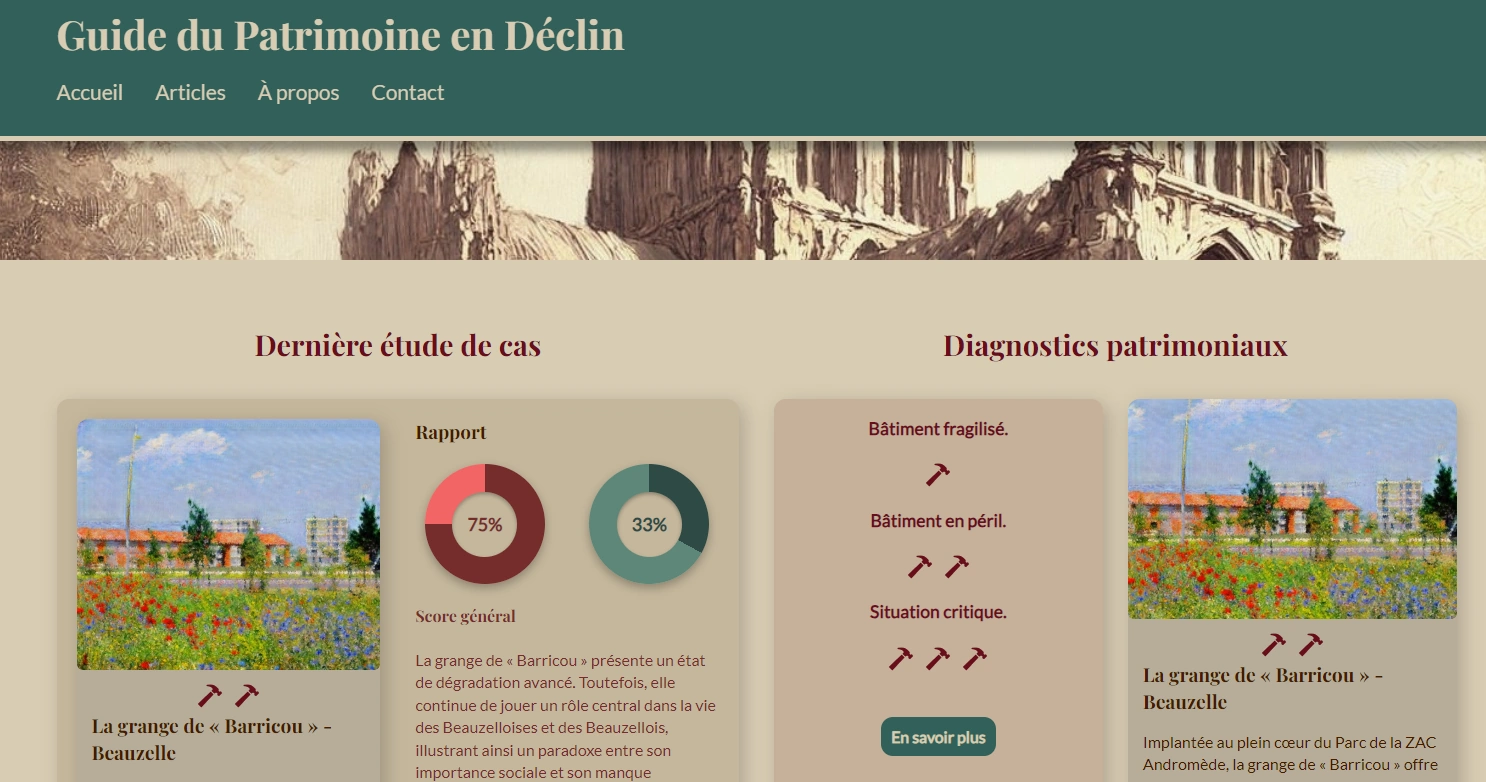 Guide du Patrimoine en Déclin
Accueil Articles À propos Contact
Dernière étude de cas
La grange de « Barricou » -
Beauzelle
Rapport
75% 33%
Score général
La grange de « Barricou » présente un état
de dégradation avancé. Toutefois, elle
continue de jouer un rôle central dans la vie
des Beauzelloises et des Beauzellois,
illustrant ainsi un paradoxe entre son
importance sociale et son manque
Diagnostics patrimoniaux
Bâtiment fragilisé.
Bâtiment en péril.
Situation critique.
En savoir plus
La grange de « Barricou » -
Beauzelle
Implantée au plein cœur du Parc de la ZAC
Andromède, la grange de « Barricou » offre